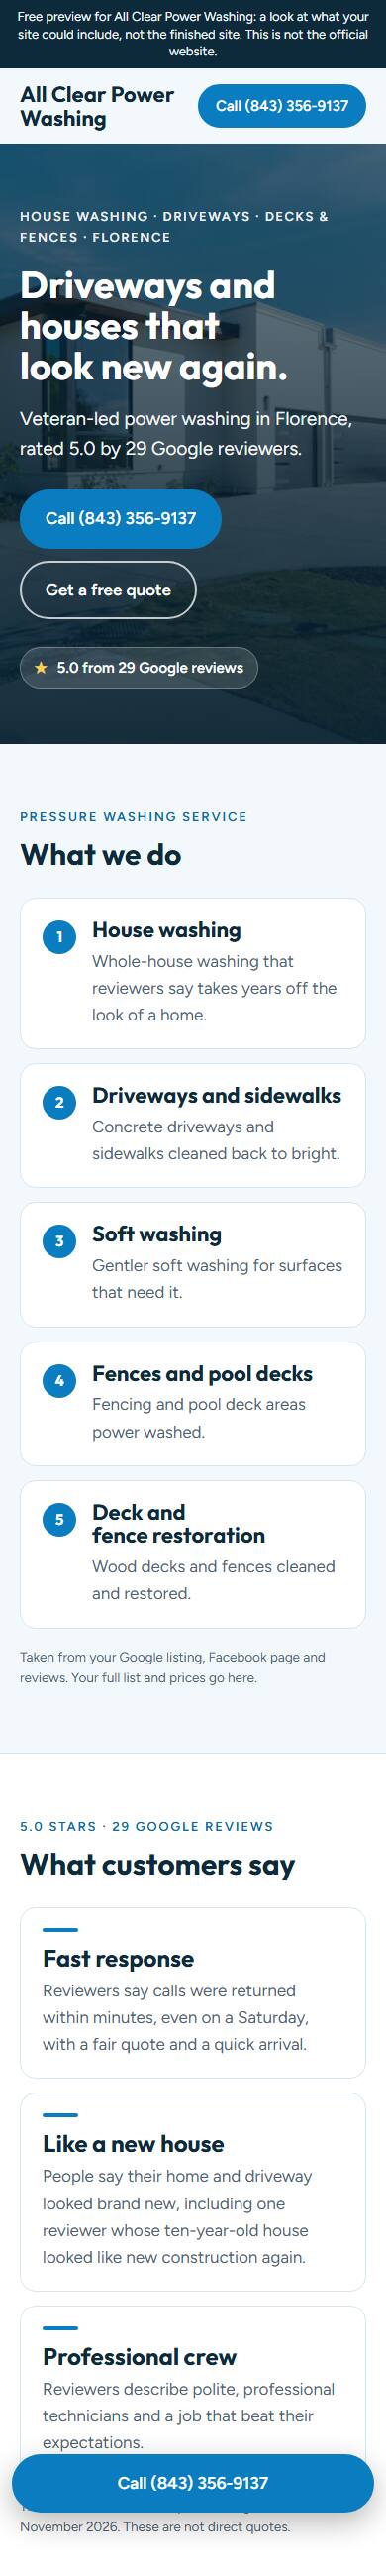 Free preview for All Clear Power Washing: a look at what your
site could include, not the finished site. This is not the official
website.
All Clear Power
Washing
Call (843) 356-9137
HOUSE WASHING · DRIVEWAYS · DECKS &
FENCES · FLORENCE
Driveways and
houses that
look new again.
Veteran-led power washing in Florence,
rated 5.0 by 29 Google reviewers.
Call (843) 356-9137
Get a free quote
★ 5.0 from 29 Google reviews
PRESSURE WASHING SERVICE
What we do
1
House washing
Whole-house washing that
reviewers say takes years off the
look of a home.
2
Driveways and sidewalks
Concrete driveways and
sidewalks cleaned back to bright.
3
Soft washing
Gentler soft washing for surfaces
that need it.
4
Fences and pool decks
Fencing and pool deck areas
power washed.
5
Deck and
fence restoration
Wood decks and fences cleaned
and restored.
Taken from your Google listing, Facebook page and
reviews. Your full list and prices go here.
5.0 STARS · 29 GOOGLE REVIEWS
What customers say
Fast response
Reviewers say calls were returned
within minutes, even on a Saturday,
with a fair quote and a quick arrival.
Like a new house
People say their home and driveway
looked brand new, including one
reviewer whose ten-year-old house
looked like new construction again.
Professional crew
Reviewers describe polite, professional
technicians and a job that beat their
expectations.
Call (843) 356-9137
November 2026. These are not direct quotes.